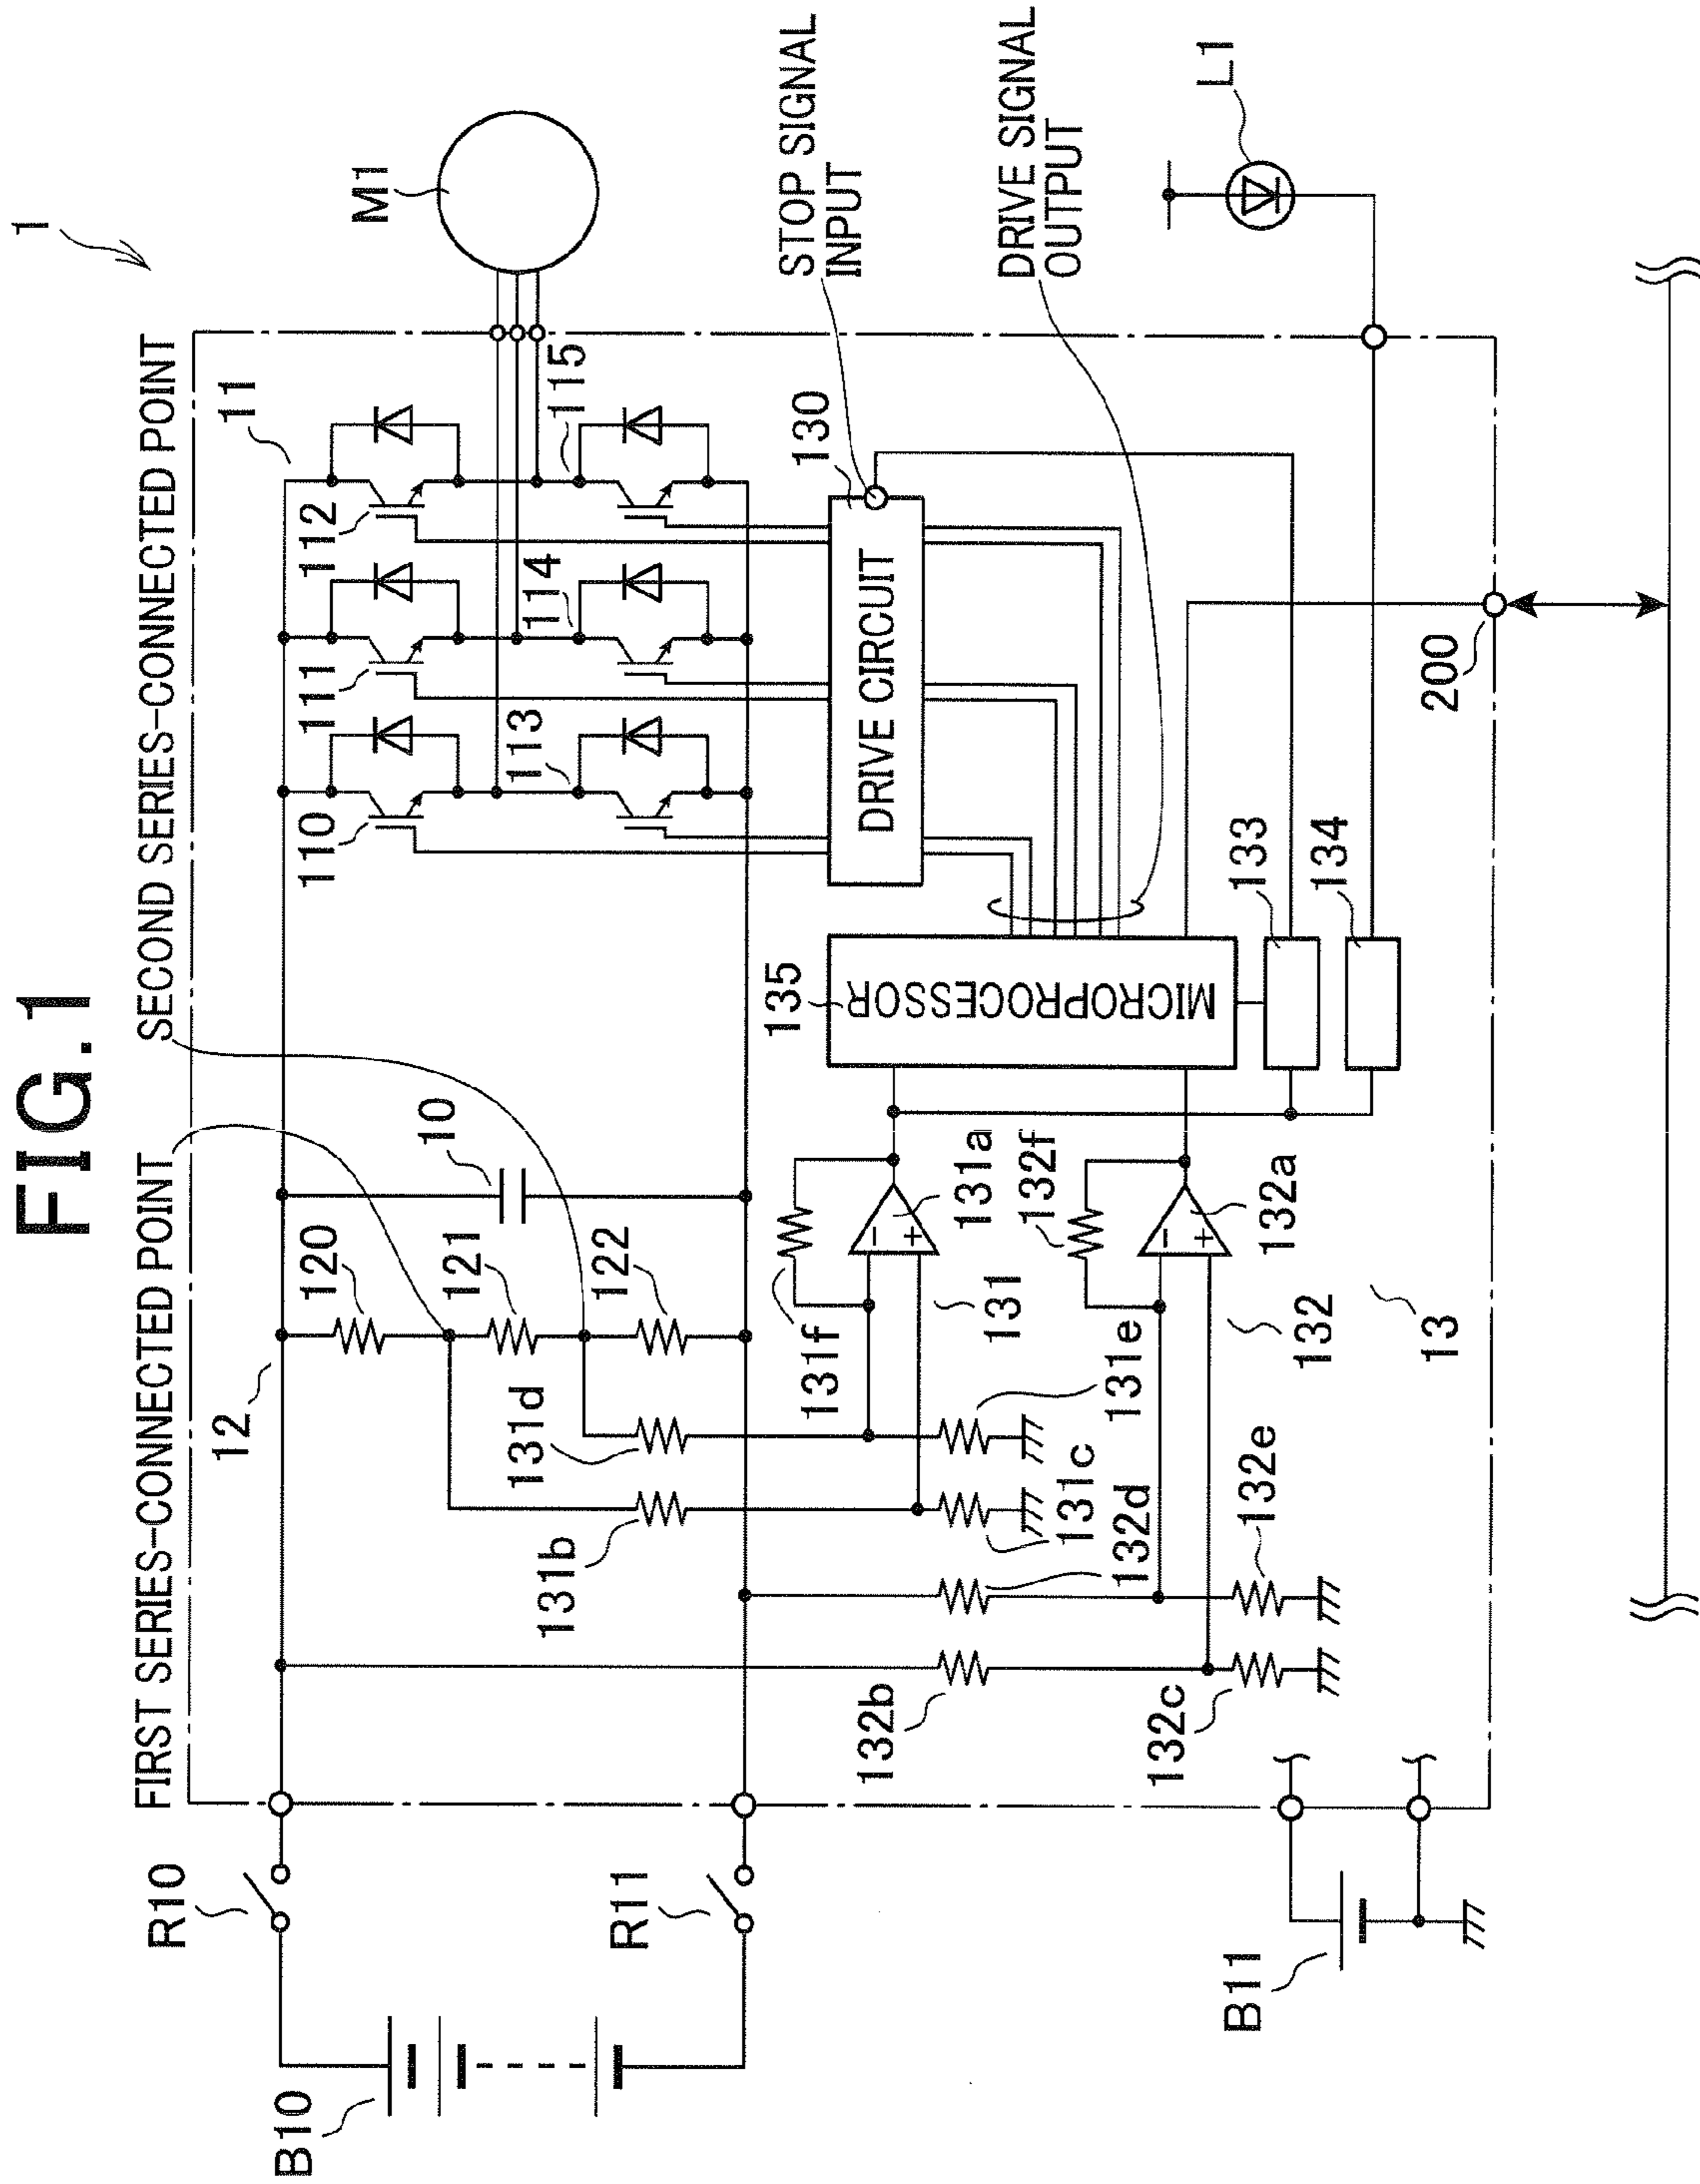 FIG.1
1
FIRST SERIES-CONNECTED POINT
SECOND SERIES-CONNECTED POINT
R10
12
11
M1
B10
120
110
111
112
10
121
113
114
115
131d
122
R11
131b
135
130
STOP SIGNAL
INPUT
131f
MICROPROCESSOR
DRIVE CIRCUIT
132b
131
131a
DRIVE SIGNAL
OUTPUT
131c
131e
132f
132d
132c
132e
132
132a
133
L1
B11
134
13
200
-
+
-
+